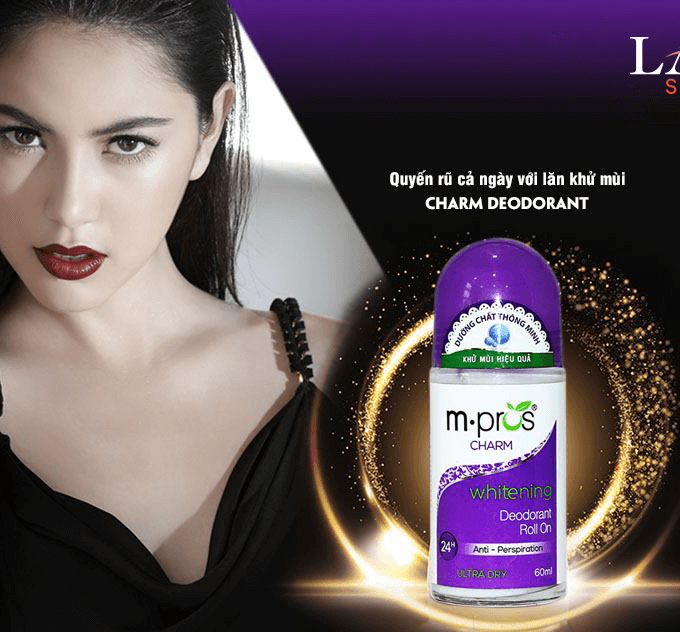 Quyến rũ cả ngày với lăn khử mùi
CHARM DEODORANT
DƯỠNG CHẤT THÔNG MINH
KHỬ MÙI HIỆU QUẢ
m·pros®
CHARM
whitening
Deodorant
Roll On
24H
Anti - Perspiration
ULTRA DRY
60ml